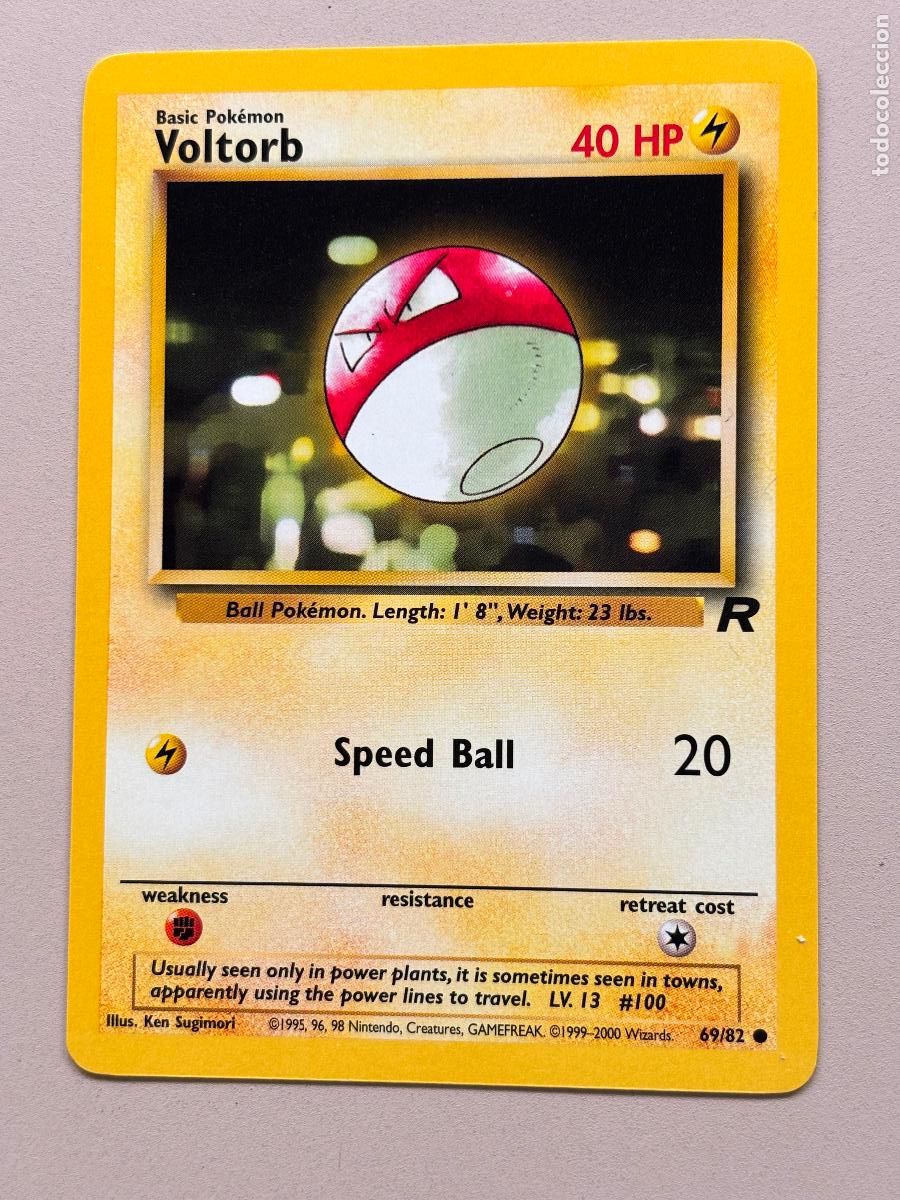 todocoleccion
Basic Pokémon
Voltorb
40 HP
Ball Pokémon. Length: 1' 8", Weight: 23 lbs.
R
Speed Ball 20
weakness resistance retreat cost
Usually seen only in power plants, it is sometimes seen in towns,
apparently using the power lines to travel. LV. 13 #100
Illus. Ken Sugimori ©1995, 96, 98 Nintendo, Creatures, GAMEFREAK. ©1999–2000 Wizards. 69/82